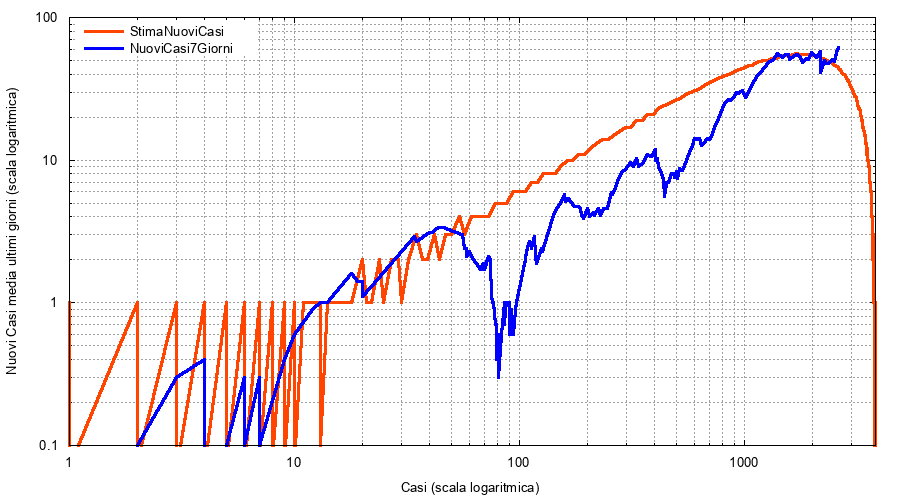 100
StimaNuoviCasi
NuoviCasi7Giorni
10
1
0.1
Nuovi Casi media ultimi giorni (scala logaritmica)
1
10
100
1000
Casi (scala logaritmica)